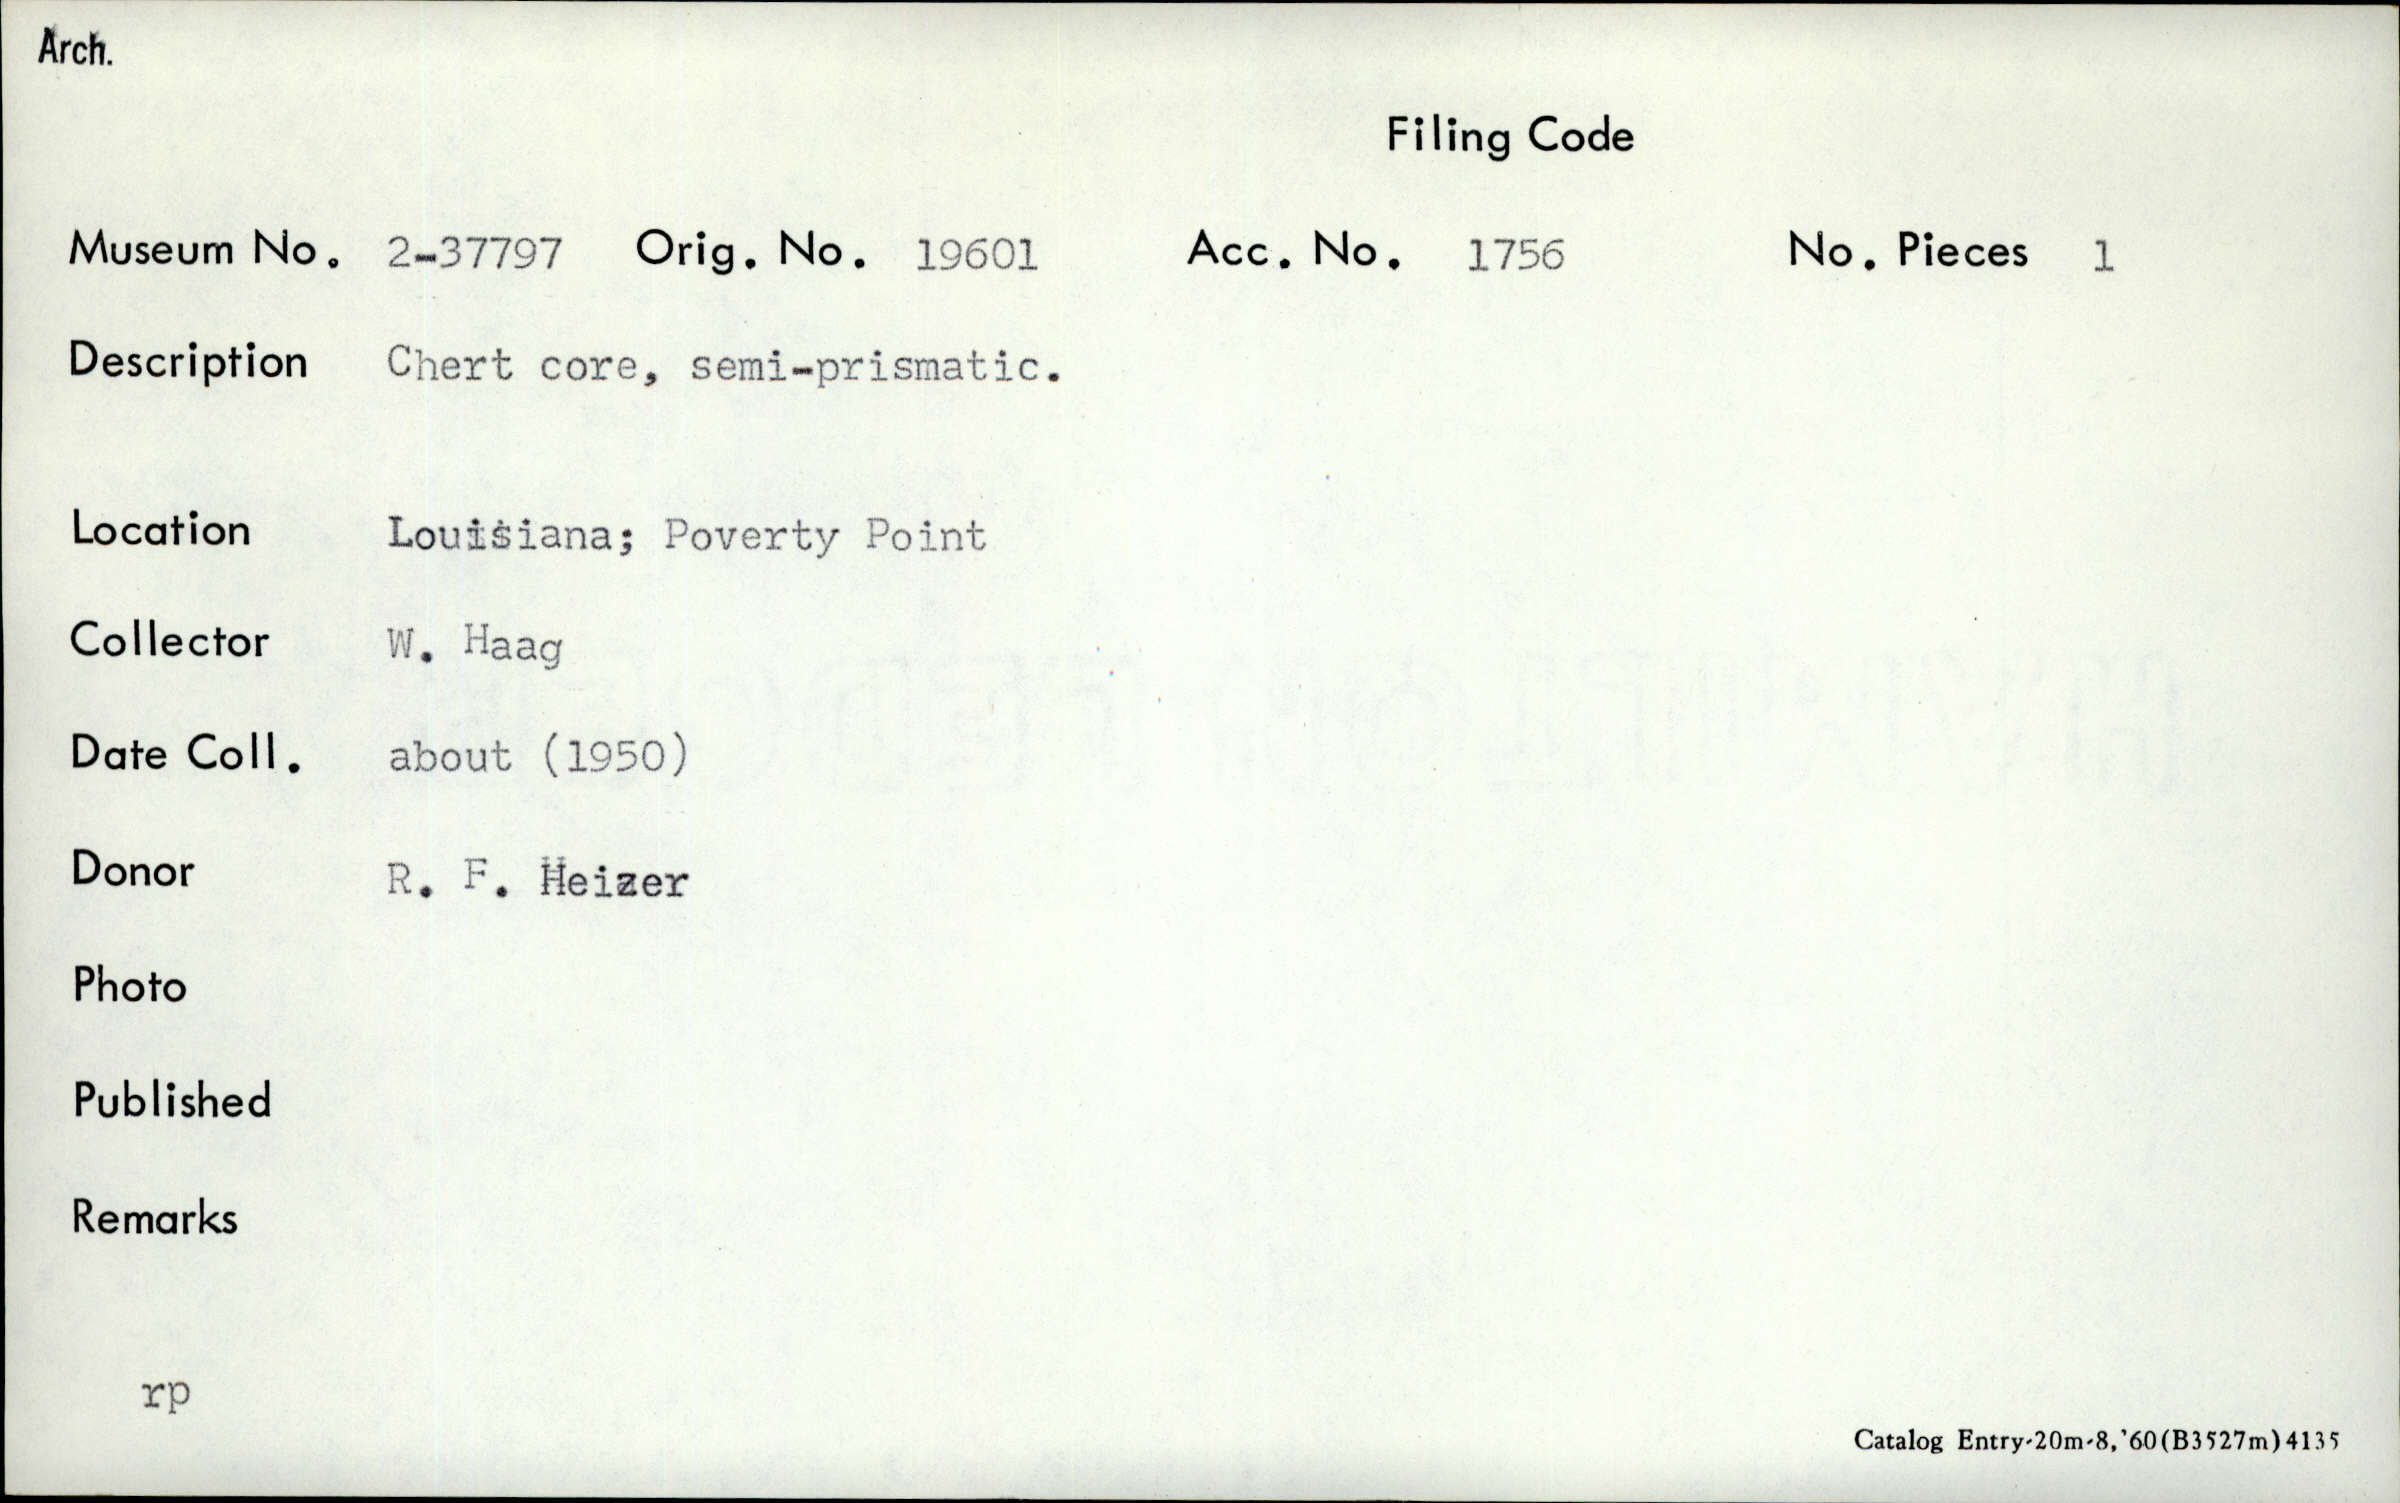 Arch.
Filing Code
Museum No. 2-37797 Orig. No. 19601 Acc. No. 1756 No. Pieces 1
Description Chert core, semi-prismatic.
Location Louisiana; Poverty Point
Collector W. Haag
Date Coll. about (1950)
Donor R. F. Heizer
Photo
Published
Remarks
rp
Catalog Entry-20m-8,'60(B3527m)4135